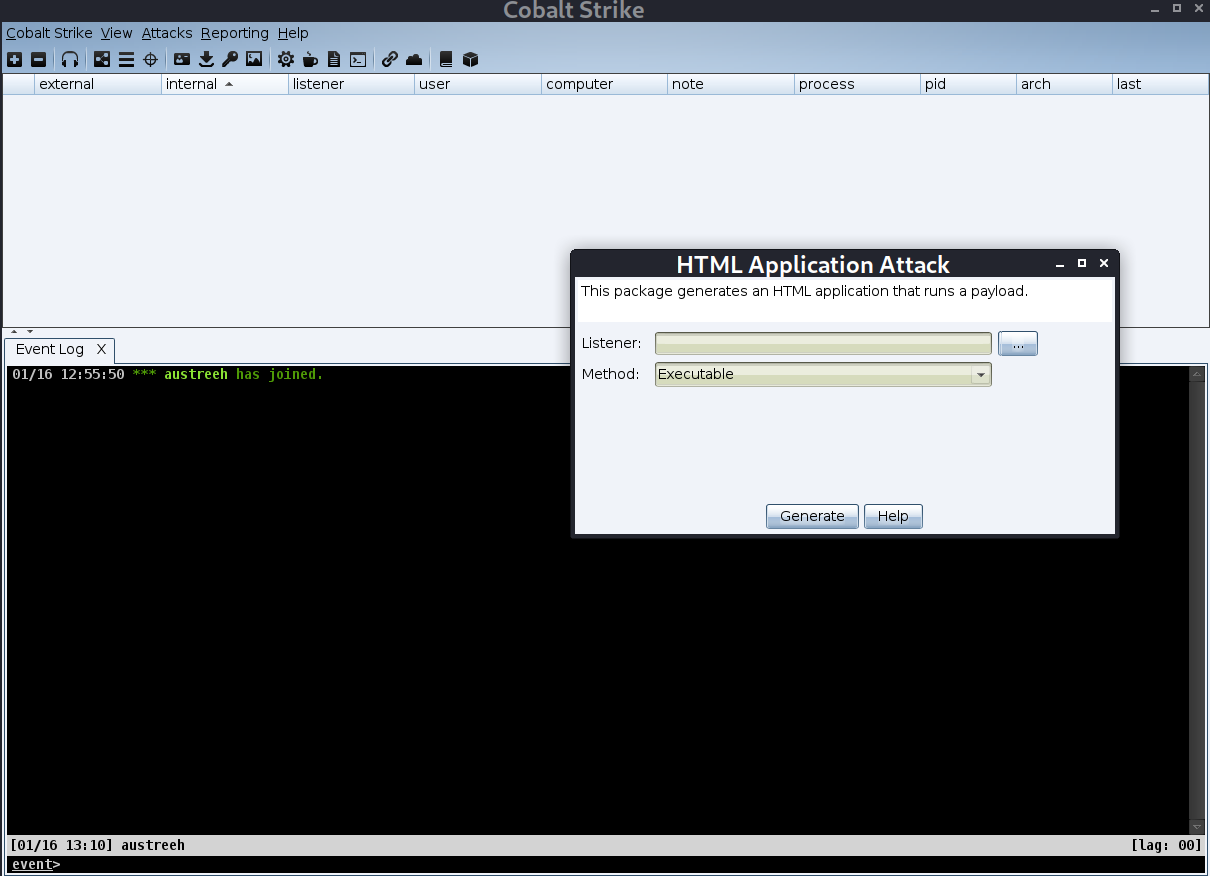 Cobalt Strike
Cobalt Strike View Attacks Reporting Help
external internal listener user computer note process pid arch last
HTML Application Attack
This package generates an HTML application that runs a payload.
Listener: ...
Method: Executable
Generate Help
Event Log X
01/16 12:55:50 *** austreeh has joined.
[01/16 13:10] austreeh [lag: 00]
event>